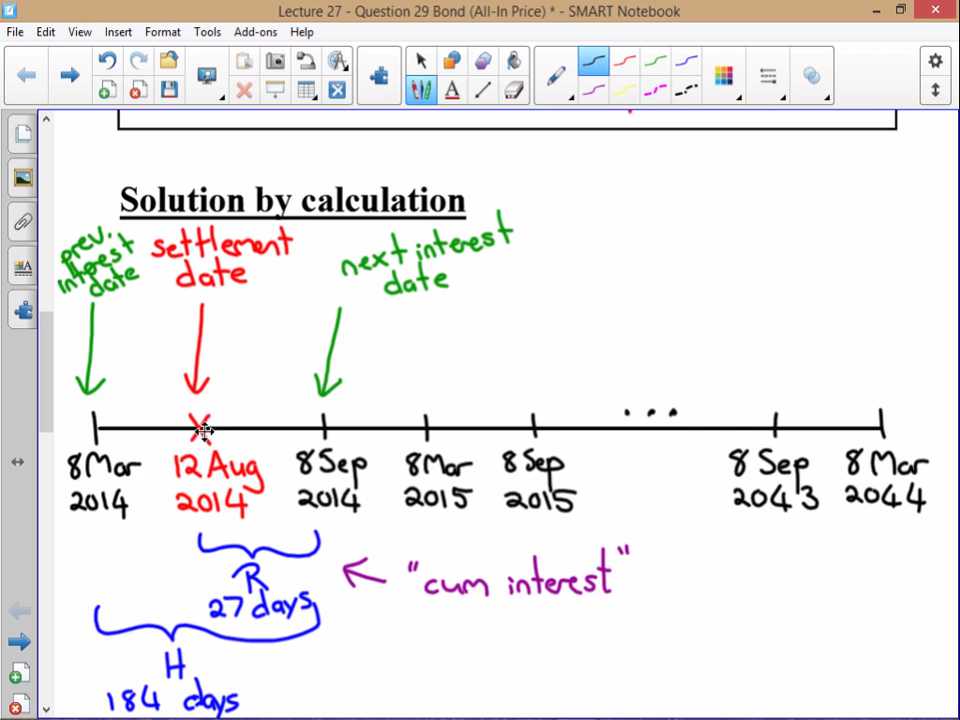 Lecture 27 - Question 29 Bond (All-In Price) * - SMART Notebook
File Edit View Insert Format Tools Add-ons Help
Solution by calculation
prev.
interest
date
settlement
date
next interest
date
8 Mar
2014
12 Aug
2014
8 Sep
2014
8 Mar
2015
8 Sep
2015
...
8 Sep
2043
8 Mar
2044
R
27 days
"cum interest"
H
184 days